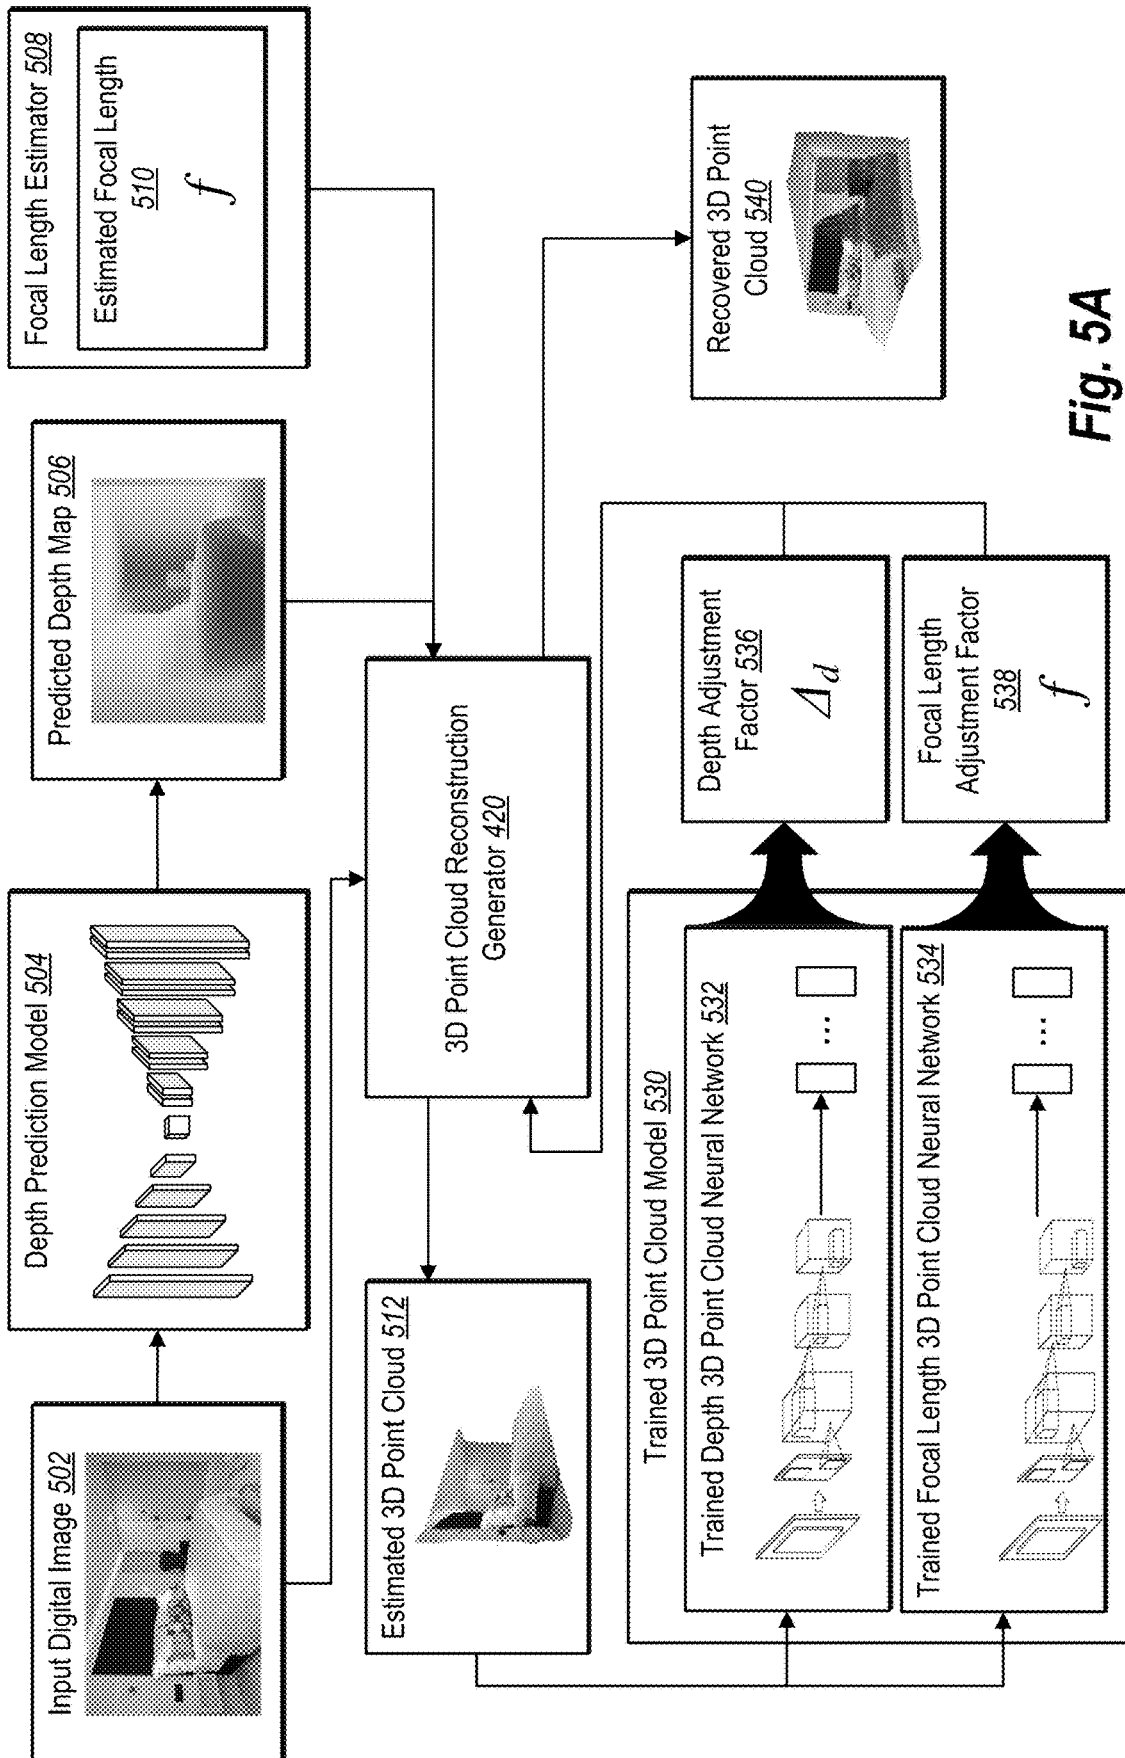 Input Digital Image 502
Depth Prediction Model 504
Predicted Depth Map 506
Focal Length Estimator 508
Estimated Focal Length
510
f
Estimated 3D Point Cloud 512
3D Point Cloud Reconstruction
Generator 420
Recovered 3D Point
Cloud 540
Trained 3D Point Cloud Model 530
Trained Depth 3D Point Cloud Neural Network 532
...
Depth Adjustment
Factor 536
Δd
Trained Focal Length 3D Point Cloud Neural Network 534
...
Focal Length
Adjustment Factor
538
f
Fig. 5A